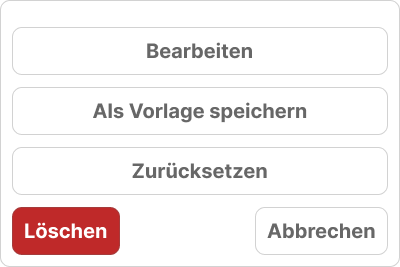 Bearbeiten
Als Vorlage speichern
Zurücksetzen
Löschen
Abbrechen